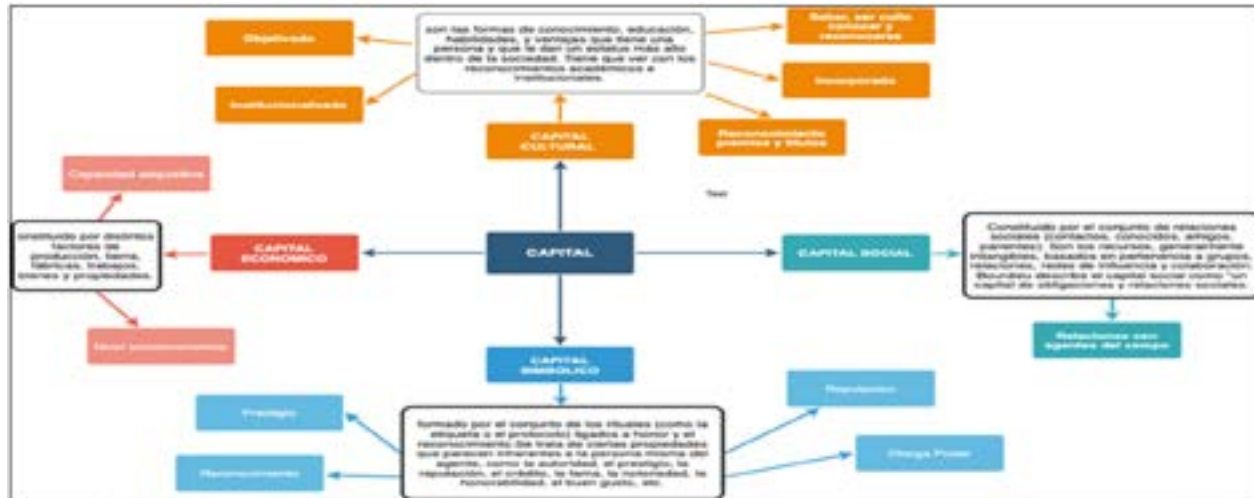 son las formas de conocimiento, educación,
habilidades, y ventajas que tiene una
persona y que le dan un estatus más alto
dentro de la sociedad. Tiene que ver con los
reconocimientos académicos e
institucionales.
Objetivado
Institucionalizado
Saber, ser culto
conocer y
reconocerse
Incorporado
Reconocimiento
premios y títulos
CAPITAL
CULTURAL
Text
Capacidad adquisitiva
onstituido por distintos
factores de
producción, tierra,
fábricas, trabajos,
bienes y propiedades.
CAPITAL
ECONÓMICO
Nivel socioeconómico
CAPITAL
CAPITAL SOCIAL
Constituido por el conjunto de relaciones
sociales (contactos, conocidos, amigos,
parientes). Son los recursos, generalmente
intangibles, basados en pertenencia a grupos,
relaciones, redes de influencia y colaboración.
Bourdieu describe el capital social como "un
capital de obligaciones y relaciones sociales.
Relaciones con
agentes del campo
CAPITAL
SIMBÓLICO
Prestigio
Reconocimiento
formado por el conjunto de los rituales (como la
etiqueta o el protocolo) ligados a honor y el
reconocimiento.Se trata de ciertas propiedades
que parecen inherentes a la persona misma del
agente, como la autoridad, el prestigio, la
reputación, el crédito, la fama, la notoriedad, la
honorabilidad, el buen gusto, etc.
Reputación
Otorga Poder